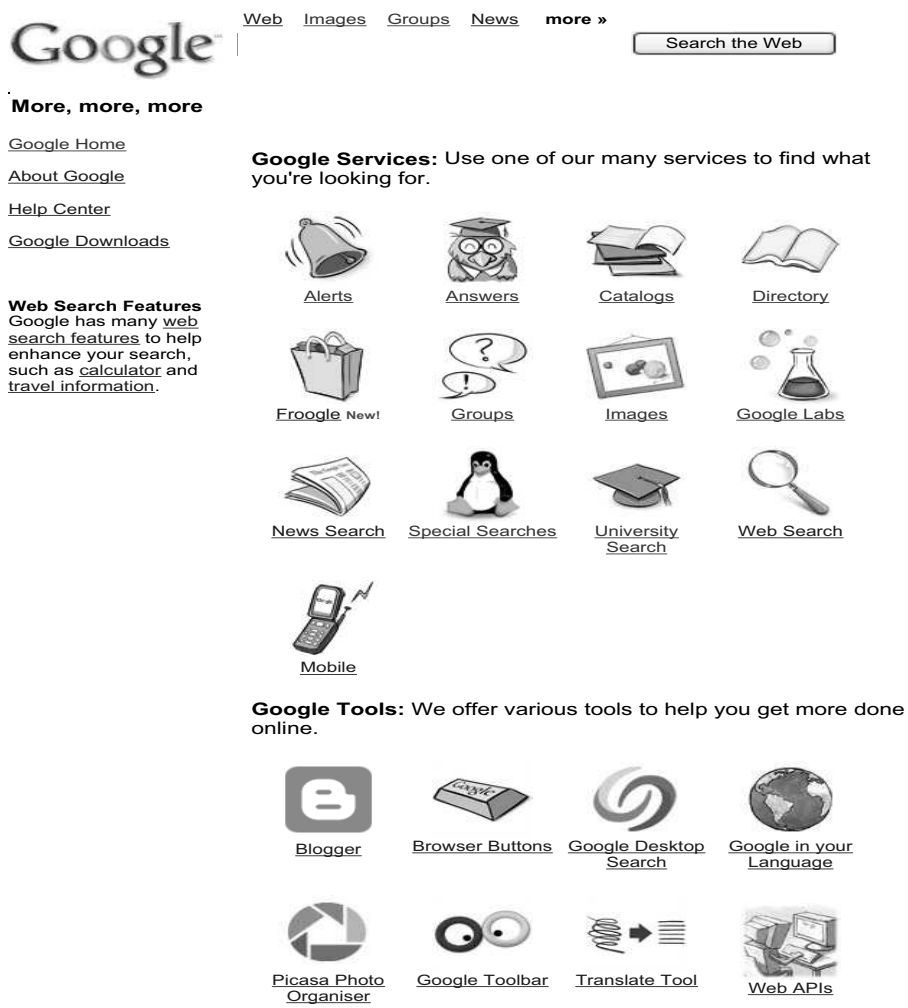 Web Images Groups News more »
Google
Search the Web
More, more, more
Google Home
About Google
Help Center
Google Downloads
Web Search Features
Google has many web
search features to help
enhance your search,
such as calculator and
travel information.
Google Services: Use one of our many services to find what
you're looking for.
Alerts Answers Catalogs Directory
Froogle New! Groups Images Google Labs
News Search Special Searches University
Search Web Search
Mobile
Google Tools: We offer various tools to help you get more done
online.
Blogger Browser Buttons Google Desktop
Search Google in your
Language
Picasa Photo
Organiser Google Toolbar Translate Tool Web APIs